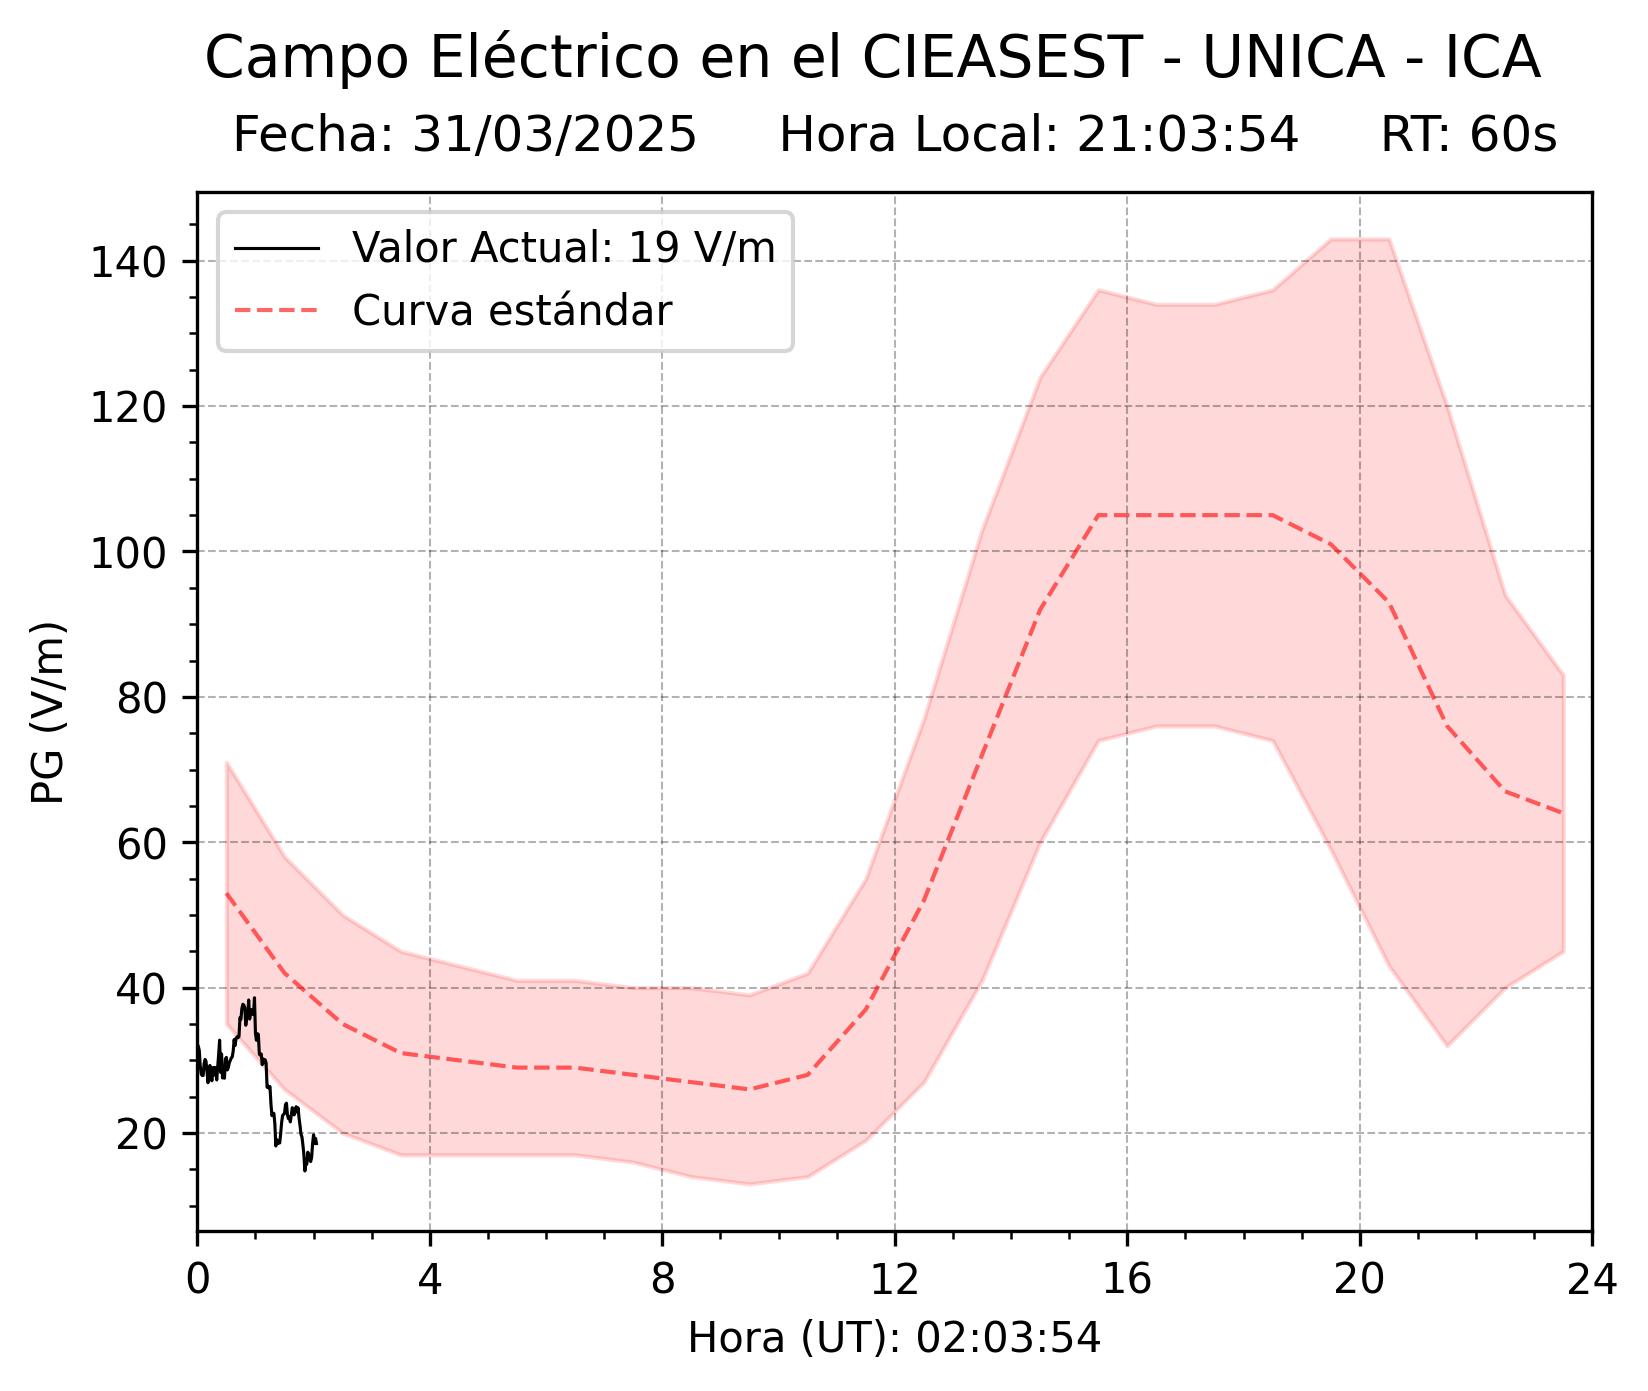 Campo Eléctrico en el CIEASEST - UNICA - ICA
Fecha: 31/03/2025 Hora Local: 21:03:54 RT: 60s
Valor Actual: 19 V/m
Curva estándar
140
120
100
80
60
40
20
PG (V/m)
0 4 8 12 16 20 24
Hora (UT): 02:03:54